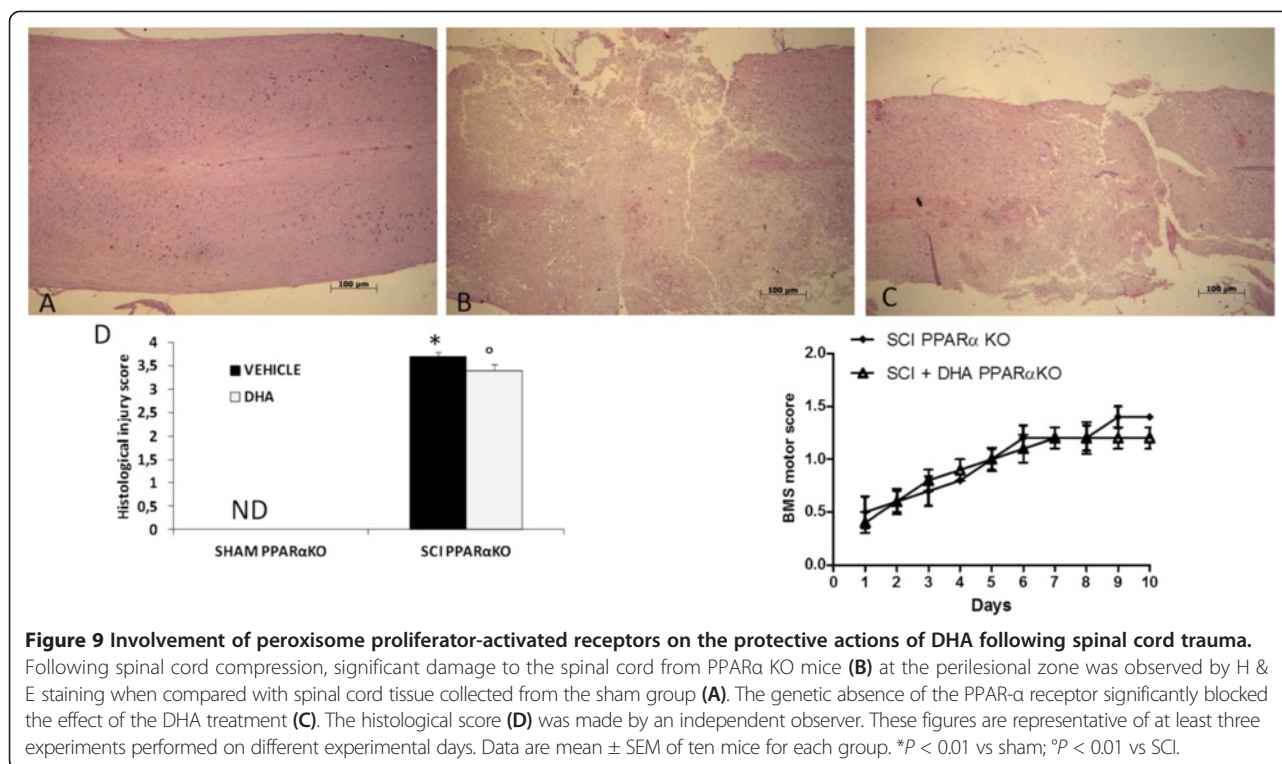 100 µm
A
100 µm
B
100 µm
C
D
Histological injury score
4
3,5
3
2,5
2
1,5
1
0,5
0
VEHICLE
DHA
*
°
ND
SHAM PPARαKO
SCI PPARαKO
SCI PPARα KO
SCI + DHA PPARαKO
BMS motor score
2.0
1.5
1.0
0.5
0.0
0 1 2 3 4 5 6 7 8 9 10
Days
Figure 9 Involvement of peroxisome proliferator-activated receptors on the protective actions of DHA following spinal cord trauma.
Following spinal cord compression, significant damage to the spinal cord from PPARα KO mice (B) at the perilesional zone was observed by H &
E staining when compared with spinal cord tissue collected from the sham group (A). The genetic absence of the PPAR-α receptor significantly blocked
the effect of the DHA treatment (C). The histological score (D) was made by an independent observer. These figures are representative of at least three
experiments performed on different experimental days. Data are mean ± SEM of ten mice for each group. *P < 0.01 vs sham; °P < 0.01 vs SCI.